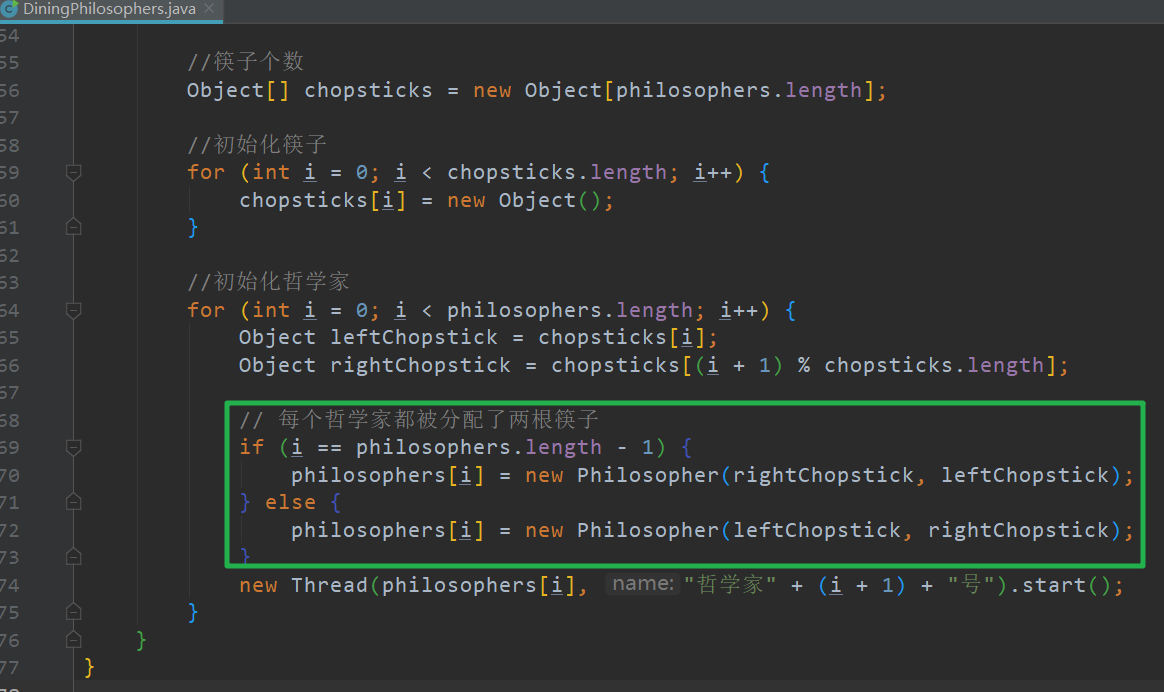 DiningPhilosophers.java
54
55 //筷子个数
56 Object[] chopsticks = new Object[philosophers.length];
57
58 //初始化筷子
59 for (int i = 0; i < chopsticks.length; i++) {
60 chopsticks[i] = new Object();
61 }
62
63 //初始化哲学家
64 for (int i = 0; i < philosophers.length; i++) {
65 Object leftChopstick = chopsticks[i];
66 Object rightChopstick = chopsticks[(i + 1) % chopsticks.length];
67
68 // 每个哲学家都被分配了两根筷子
69 if (i == philosophers.length - 1) {
70 philosophers[i] = new Philosopher(rightChopstick, leftChopstick);
71 } else {
72 philosophers[i] = new Philosopher(leftChopstick, rightChopstick);
73 }
74 new Thread(philosophers[i], name: "哲学家" + (i + 1) + "号").start();
75 }
76 }
77 }